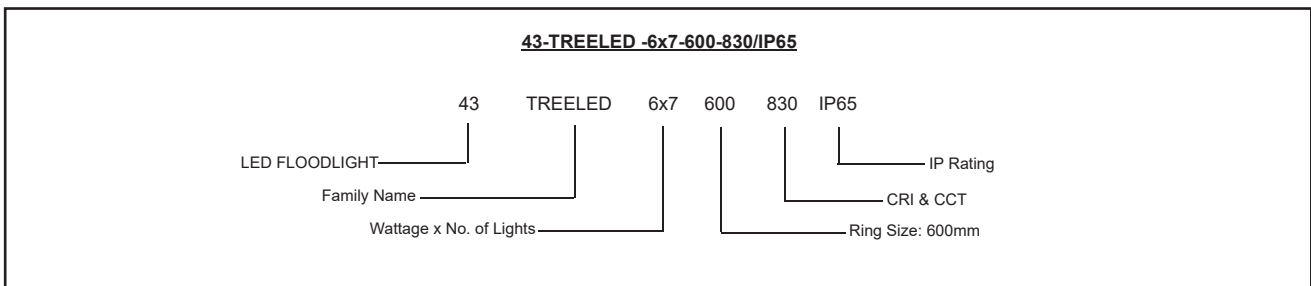 43-TREELED -6x7-600-830/IP65
43 TREELED 6x7 600 830 IP65
LED FLOODLIGHT IP Rating
Family Name CRI & CCT
Wattage x No. of Lights Ring Size: 600mm